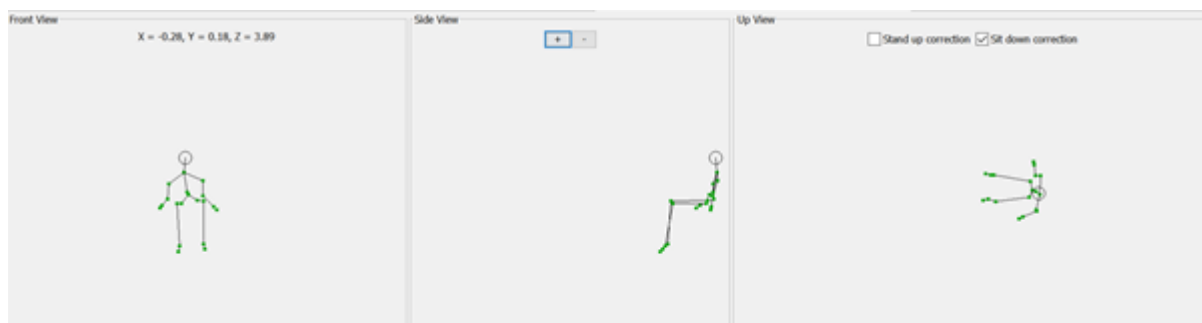 Front View
X = -0.28, Y = 0.18, Z = 3.89
Side View
+ -
Up View
Stand up correction Sit down correction